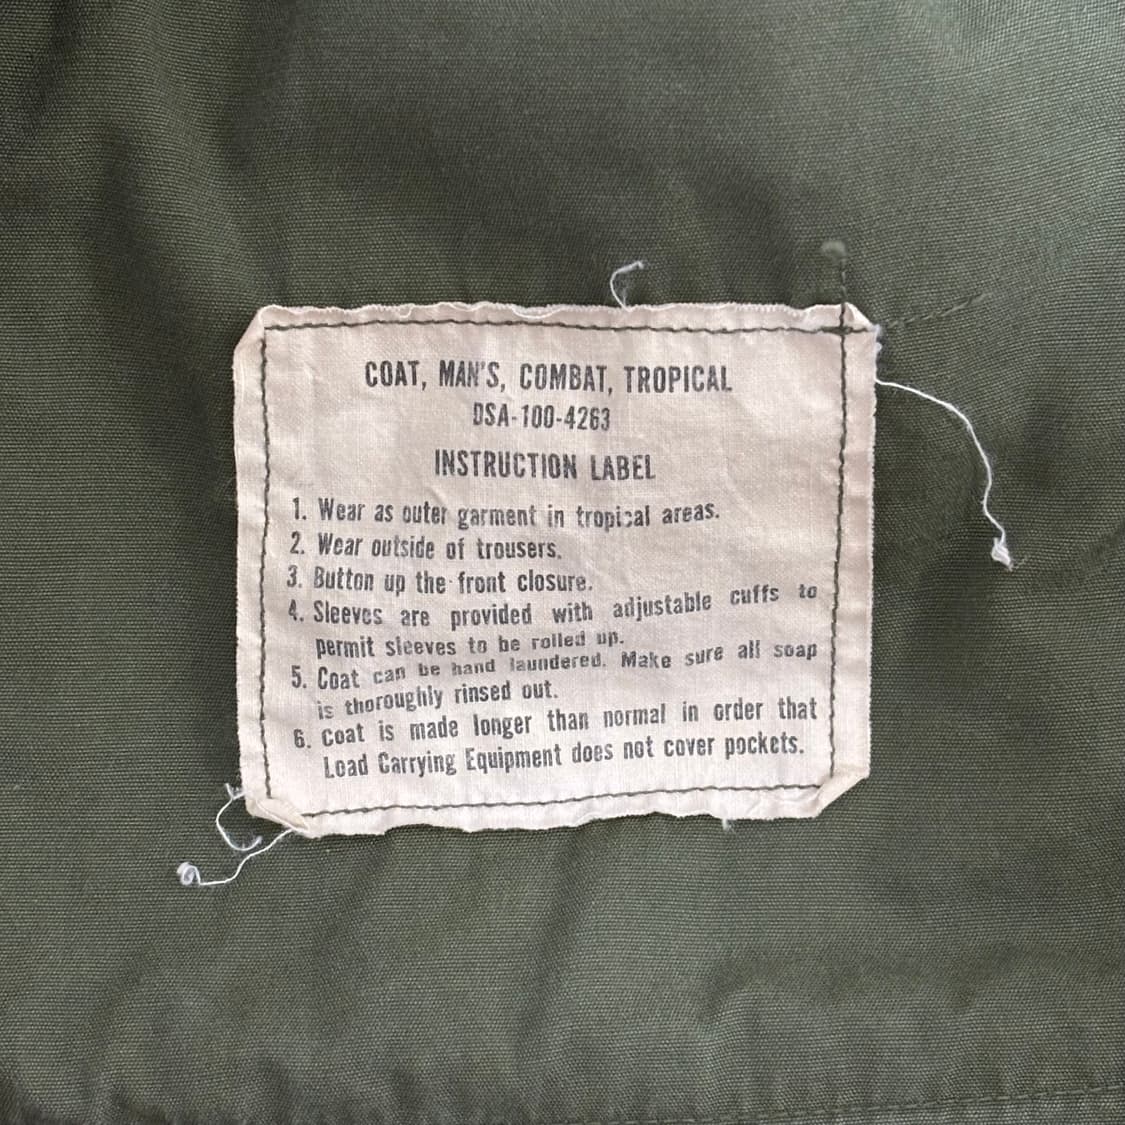 COAT, MAN'S, COMBAT, TROPICAL
DSA-100-4263
INSTRUCTION LABEL
1. Wear as outer garment in tropical areas.
2. Wear outside of trousers.
3. Button up the front closure.
4. Sleeves are provided with adjustable cuffs to
permit sleeves to be rolled up.
5. Coat can be hand laundered. Make sure all soap
is thoroughly rinsed out.
6. Coat is made longer than normal in order that
Load Carrying Equipment does not cover pockets.